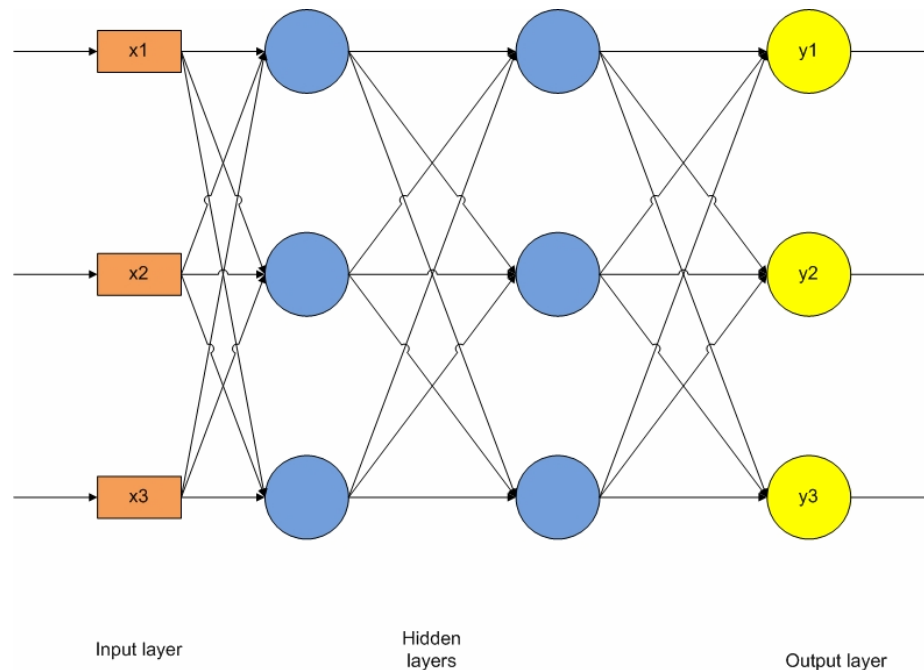 x1
y1
x2
y2
x3
y3
Input layer
Hidden
layers
Output layer